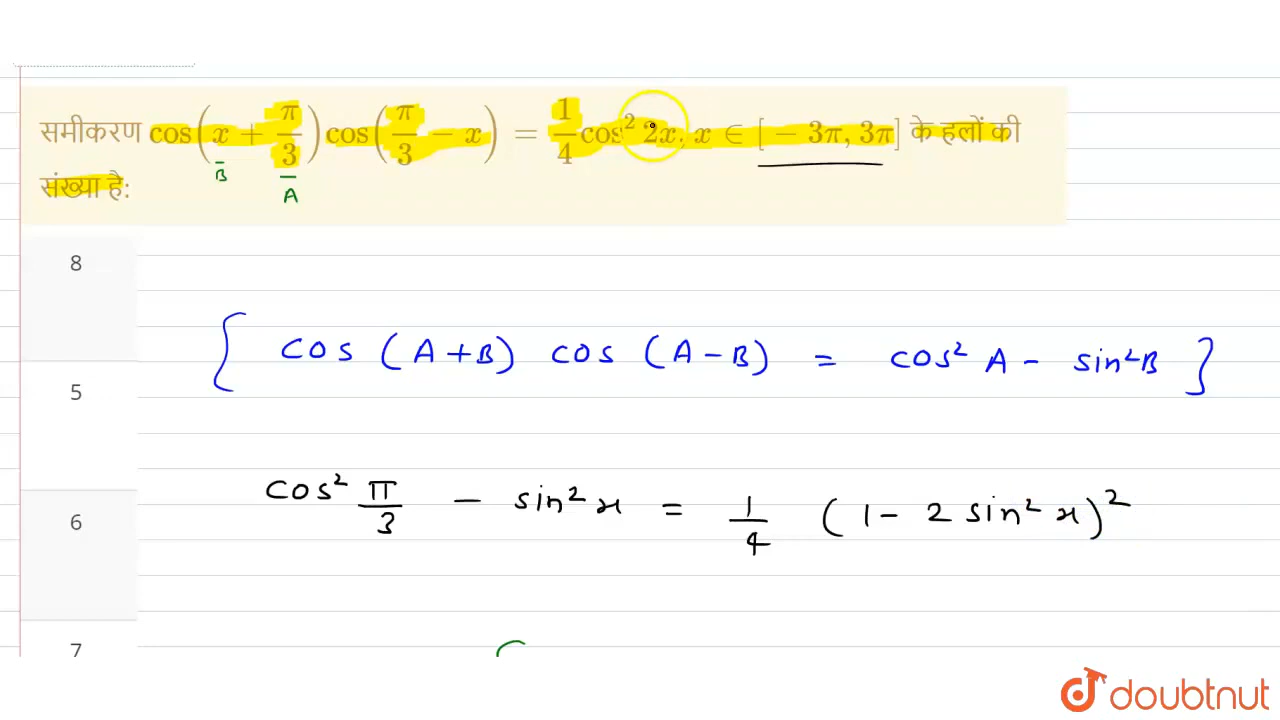 समीकरण cos(x + π/3)cos(π/3 − x) = 1/4 cos² 2x, x ∈ [−3π, 3π] के हलों की
B A
संख्या है:
8
{ cos (A+B) cos (A-B) = cos² A - sin² B }
5
cos² π/3 - sin² x = 1/4 (1 - 2 sin² x)²
6
7
doubtnut